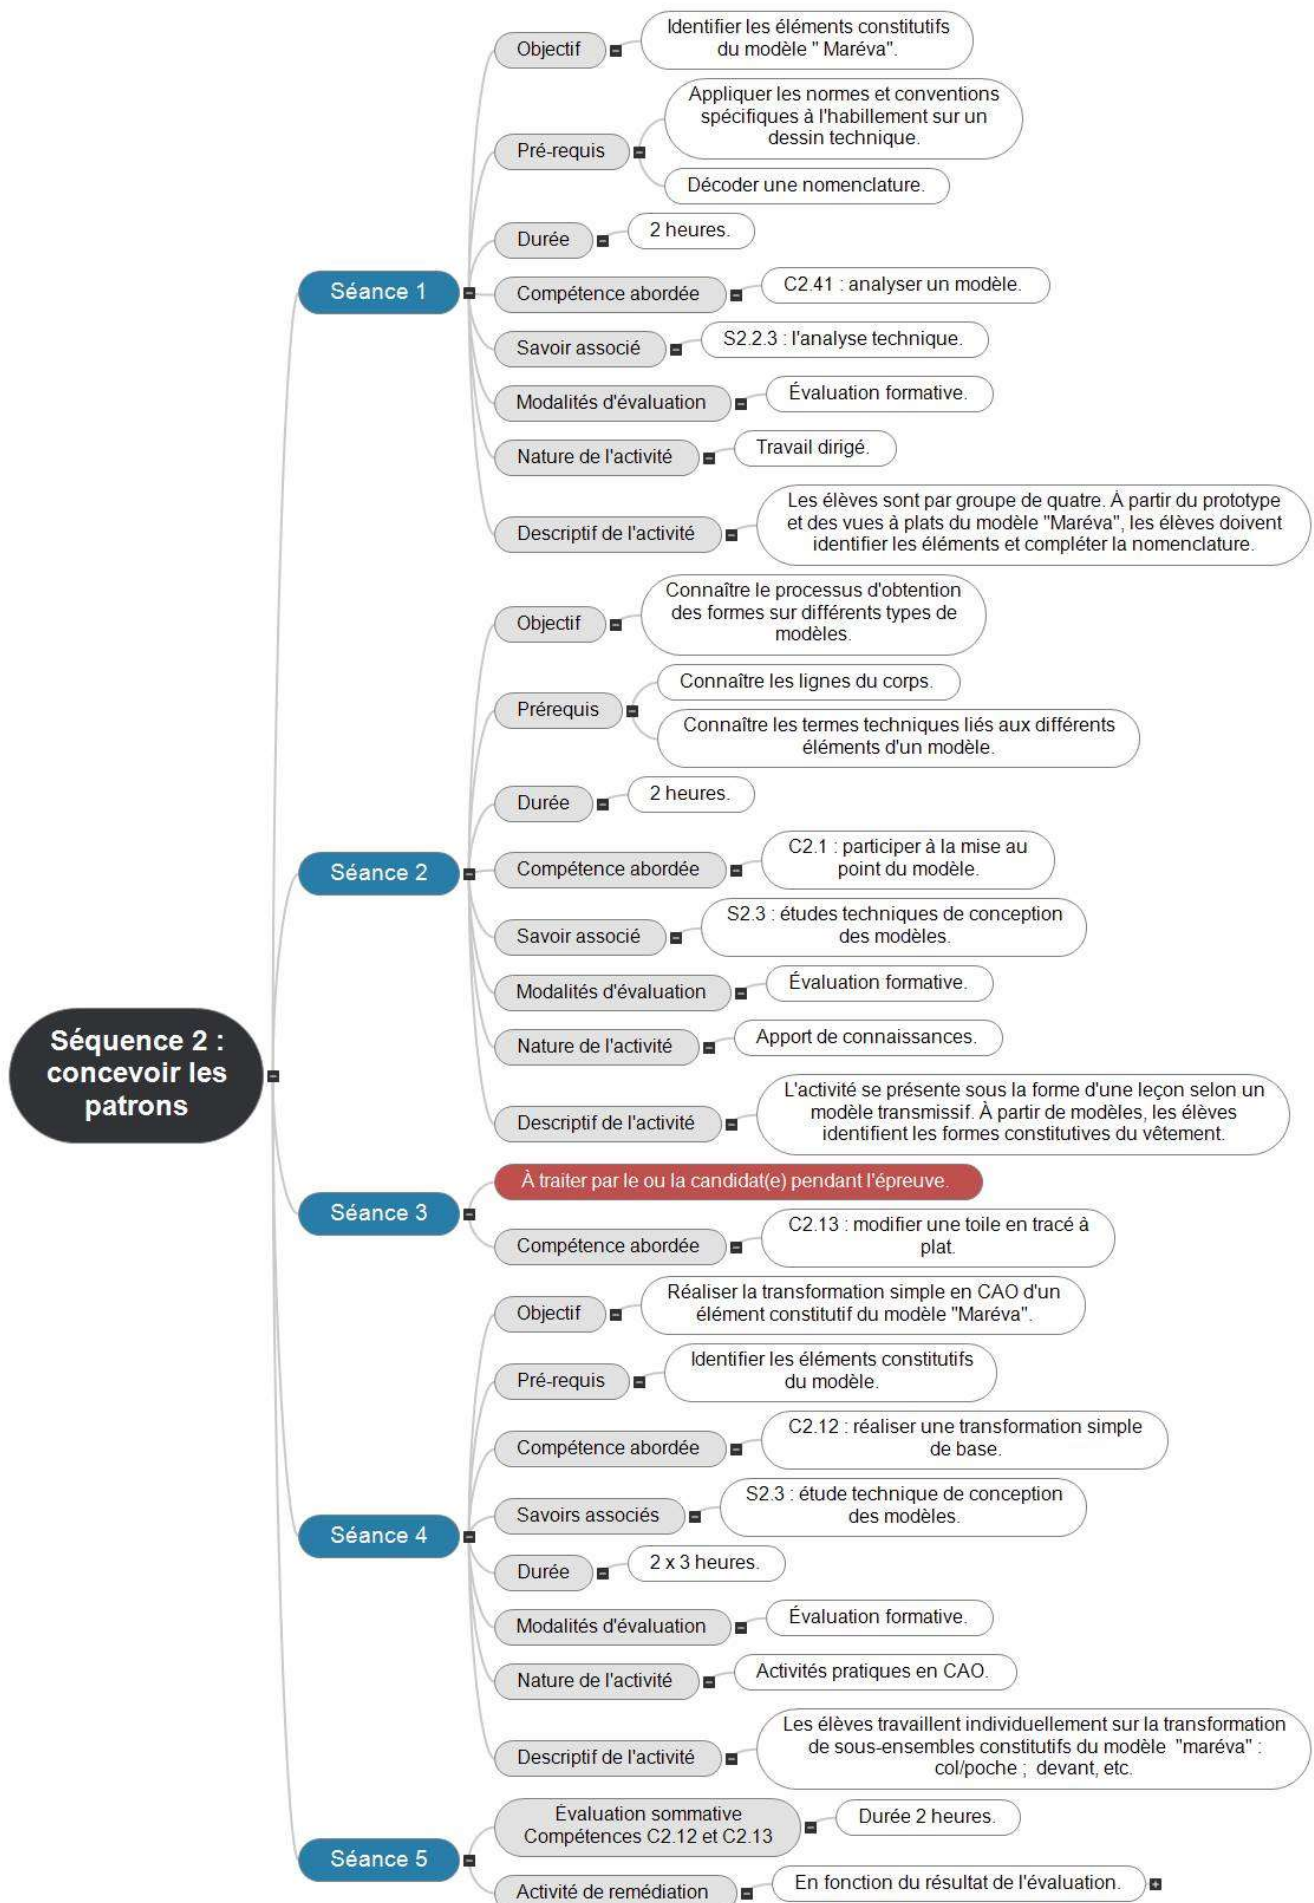 Séquence 2 :
concevoir les
patrons
Séance 1
Objectif
Identifier les éléments constitutifs
du modèle " Maréva".
Pré-requis
Appliquer les normes et conventions
spécifiques à l'habillement sur un
dessin technique.
Décoder une nomenclature.
Durée
2 heures.
Compétence abordée
C2.41 : analyser un modèle.
Savoir associé
S2.2.3 : l'analyse technique.
Modalités d'évaluation
Évaluation formative.
Nature de l'activité
Travail dirigé.
Descriptif de l'activité
Les élèves sont par groupe de quatre. À partir du prototype
et des vues à plats du modèle "Maréva", les élèves doivent
identifier les éléments et compléter la nomenclature.
Séance 2
Objectif
Connaître le processus d'obtention
des formes sur différents types de
modèles.
Prérequis
Connaître les lignes du corps.
Connaître les termes techniques liés aux différents
éléments d'un modèle.
Durée
2 heures.
Compétence abordée
C2.1 : participer à la mise au
point du modèle.
Savoir associé
S2.3 : études techniques de conception
des modèles.
Modalités d'évaluation
Évaluation formative.
Nature de l'activité
Apport de connaissances.
Descriptif de l'activité
L'activité se présente sous la forme d'une leçon selon un
modèle transmissif. À partir de modèles, les élèves
identifient les formes constitutives du vêtement.
Séance 3
À traiter par le ou la candidat(e) pendant l'épreuve.
Compétence abordée
C2.13 : modifier une toile en tracé à
plat.
Séance 4
Objectif
Réaliser la transformation simple en CAO d'un
élément constitutif du modèle "Maréva".
Pré-requis
Identifier les éléments constitutifs
du modèle.
Compétence abordée
C2.12 : réaliser une transformation simple
de base.
Savoirs associés
S2.3 : étude technique de conception
des modèles.
Durée
2 x 3 heures.
Modalités d'évaluation
Évaluation formative.
Nature de l'activité
Activités pratiques en CAO.
Descriptif de l'activité
Les élèves travaillent individuellement sur la transformation
de sous-ensembles constitutifs du modèle "maréva" :
col/poche ; devant, etc.
Séance 5
Évaluation sommative
Compétences C2.12 et C2.13
Durée 2 heures.
Activité de remédiation
En fonction du résultat de l'évaluation.